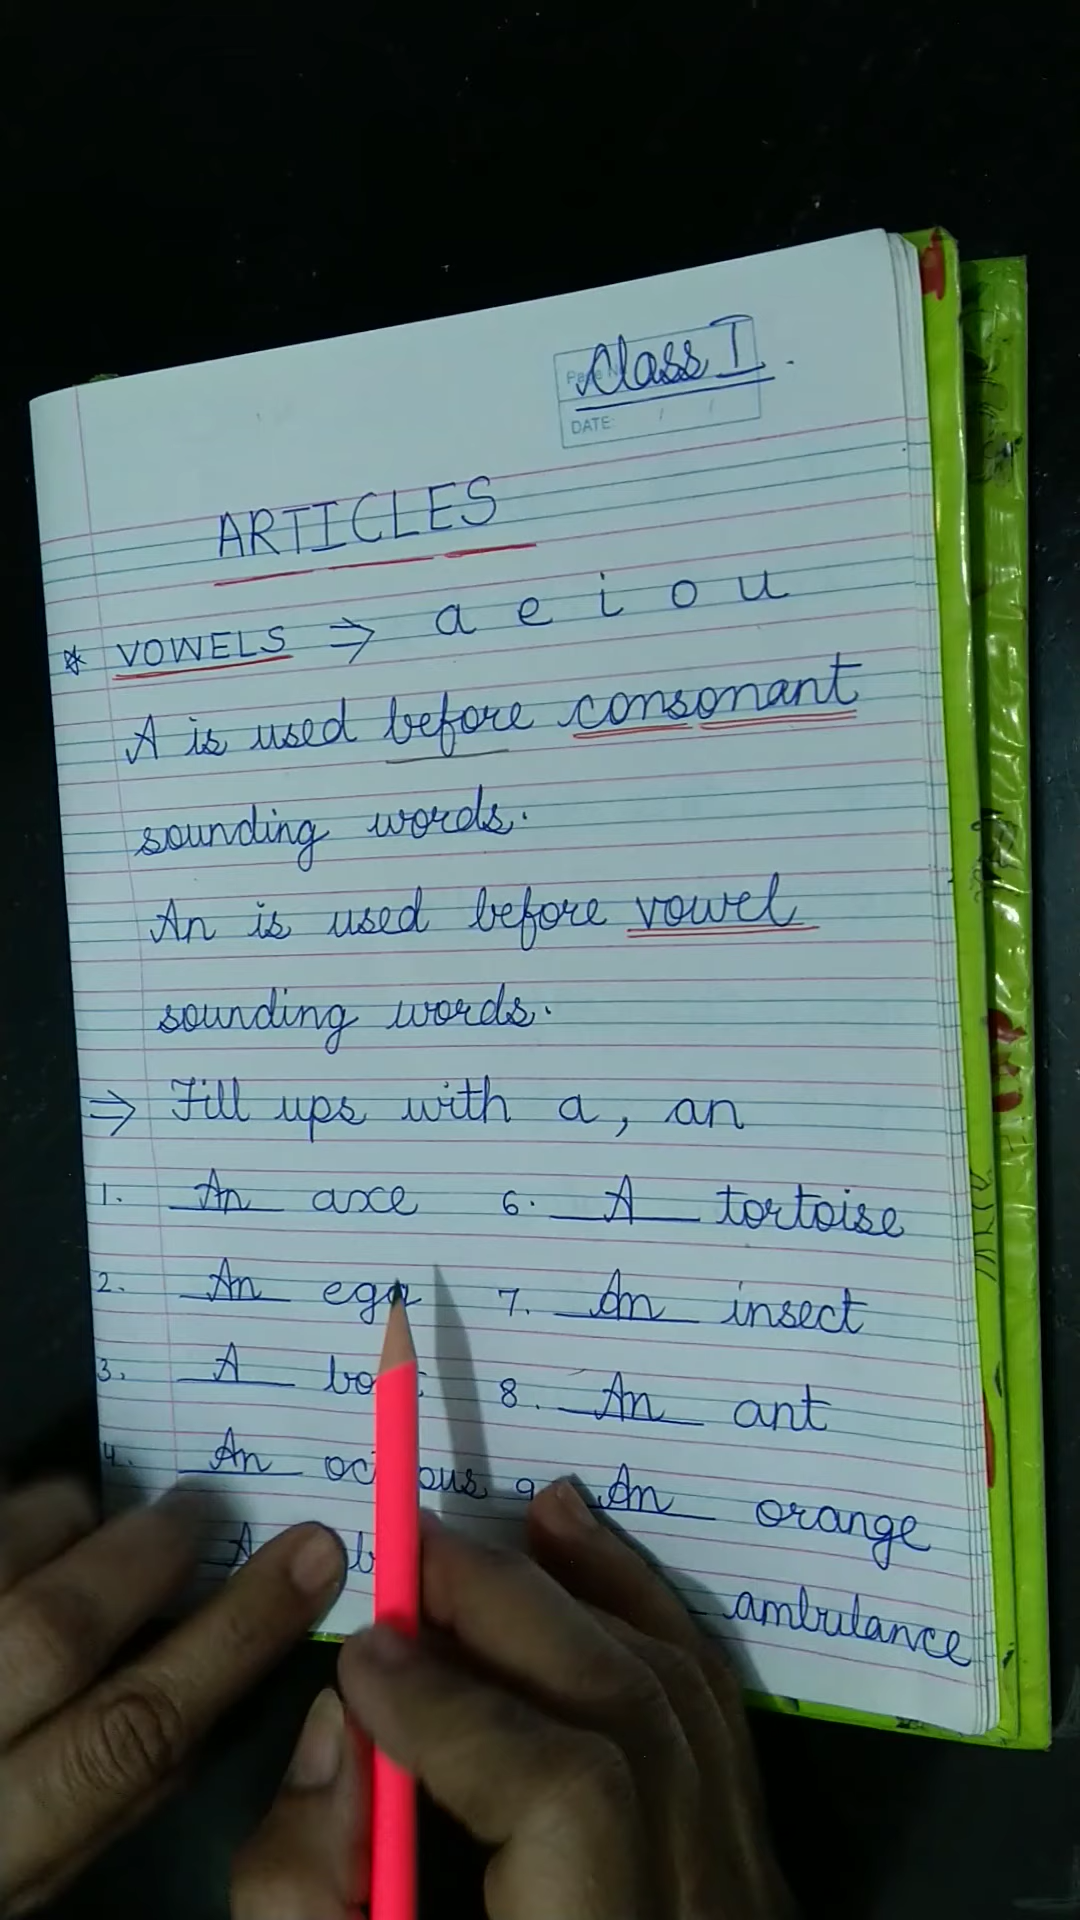 Class I.
DATE:
ARTICLES
* VOWELS ⇒ a e i o u
A is used before consonant
sounding words.
An is used before vowel
sounding words.
⇒ Fill ups with a, an
1. An axe 6. A tortoise
2. An egg 7. An insect
3. A 8. An ant
4. An 9. An orange
A ambulance